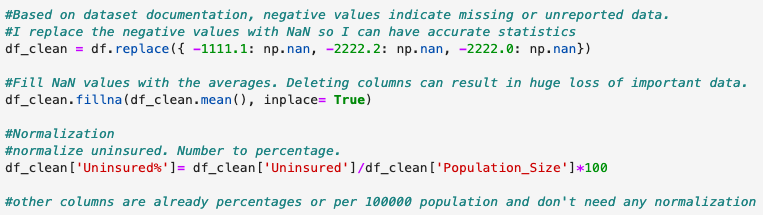 #Based on dataset documentation, negative values indicate missing or unreported data.
#I replace the negative values with NaN so I can have accurate statistics
df_clean = df.replace({ -1111.1: np.nan, -2222.2: np.nan, -2222.0: np.nan})
#Fill NaN values with the averages. Deleting columns can result in huge loss of important data.
df_clean.fillna(df_clean.mean(), inplace= True)
#Normalization
#normalize uninsured. Number to percentage.
df_clean['Uninsured%']= df_clean['Uninsured']/df_clean['Population_Size']*100
#other columns are already percentages or per 100000 population and don't need any normalization